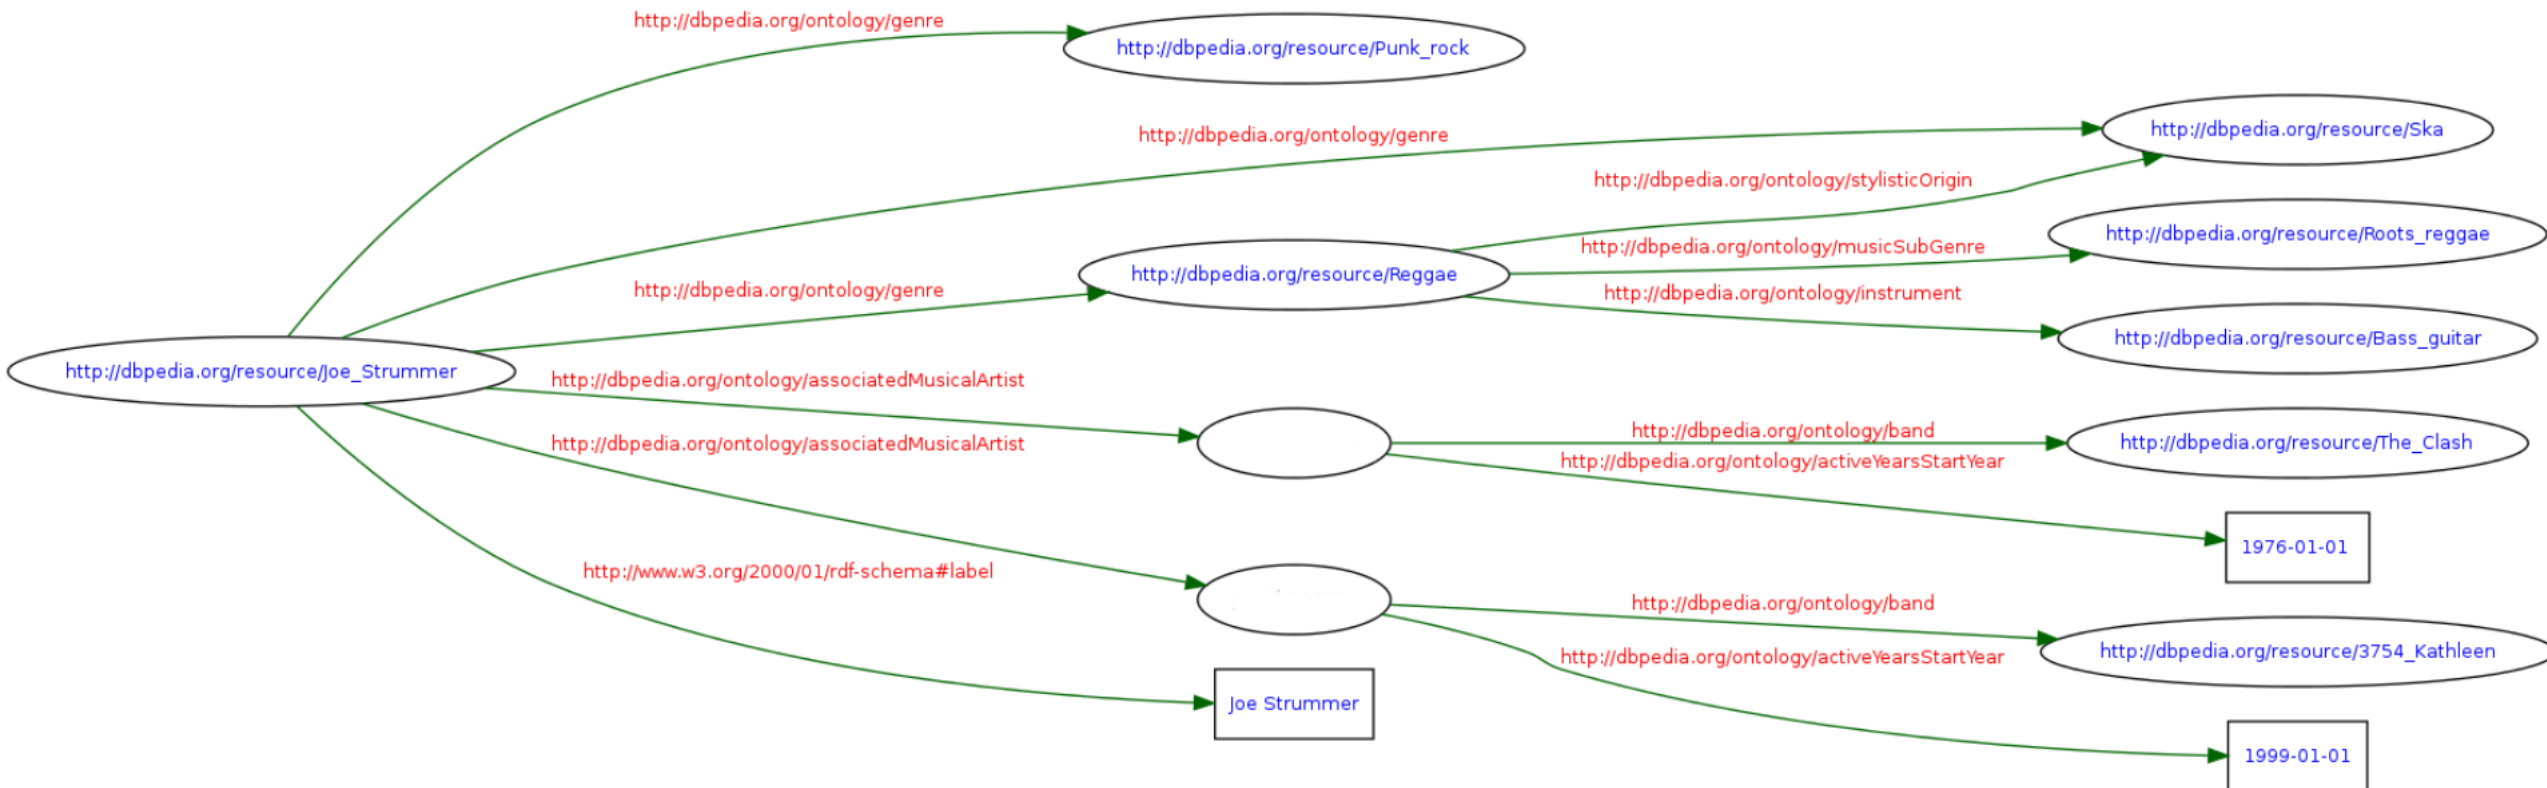 http://dbpedia.org/ontology/genre
http://dbpedia.org/resource/Punk_rock
http://dbpedia.org/ontology/genre
http://dbpedia.org/resource/Ska
http://dbpedia.org/ontology/stylisticOrigin
http://dbpedia.org/resource/Roots_reggae
http://dbpedia.org/ontology/musicSubGenre
http://dbpedia.org/resource/Reggae
http://dbpedia.org/ontology/genre
http://dbpedia.org/ontology/instrument
http://dbpedia.org/resource/Bass_guitar
http://dbpedia.org/resource/Joe_Strummer
http://dbpedia.org/ontology/associatedMusicalArtist
http://dbpedia.org/ontology/band
http://dbpedia.org/resource/The_Clash
http://dbpedia.org/ontology/associatedMusicalArtist
http://dbpedia.org/ontology/activeYearsStartYear
1976-01-01
http://www.w3.org/2000/01/rdf-schema#label
http://dbpedia.org/ontology/band
http://dbpedia.org/resource/3754_Kathleen
http://dbpedia.org/ontology/activeYearsStartYear
Joe Strummer
1999-01-01